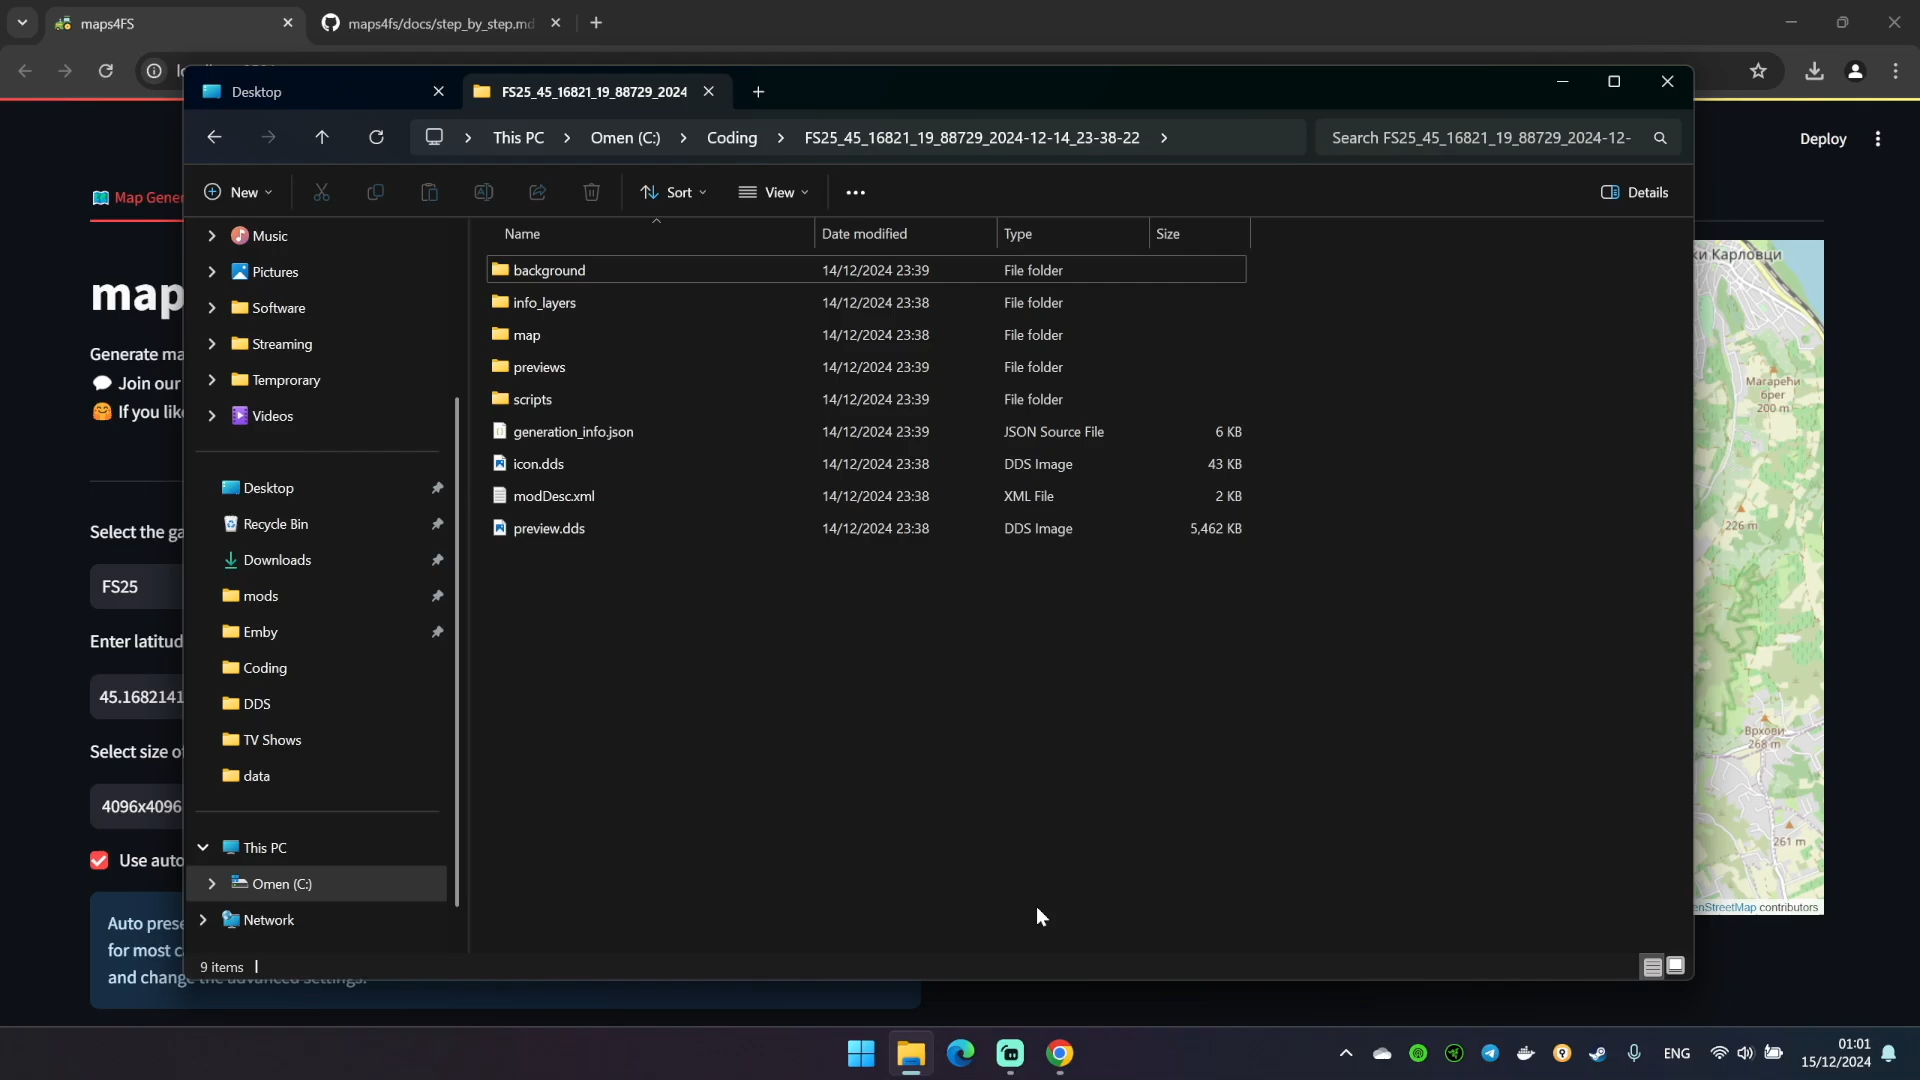 maps4FS
maps4fs/docs/step_by_step.md
Desktop
FS25_45_16821_19_88729_2024
This PC
Omen (C:)
Coding
FS25_45_16821_19_88729_2024-12-14_23-38-22
Search FS25_45_16821_19_88729_2024-12-
Deploy
New
Sort
View
Details
Map Gener
map
Generate ma
Join our
If you like
Select the ga
FS25
Enter latitud
45.1682141
Select size of
4096x4096
Use auto
Auto prese
for most ca
and change the advanced settings.
Music
Pictures
Software
Streaming
Temprorary
Videos
Desktop
Recycle Bin
Downloads
mods
Emby
Coding
DDS
TV Shows
data
This PC
Omen (C:)
Network
Name Date modified Type Size
background 14/12/2024 23:39 File folder
info_layers 14/12/2024 23:38 File folder
map 14/12/2024 23:38 File folder
previews 14/12/2024 23:39 File folder
scripts 14/12/2024 23:39 File folder
generation_info.json 14/12/2024 23:39 JSON Source File 6 KB
icon.dds 14/12/2024 23:38 DDS Image 43 KB
modDesc.xml 14/12/2024 23:38 XML File 2 KB
preview.dds 14/12/2024 23:38 DDS Image 5,462 KB
9 items
ки Карловци
Магарећи
брег
200 m
226 m
Врхови
268 m
261 m
enStreetMap contributors
ENG
01:01
15/12/2024